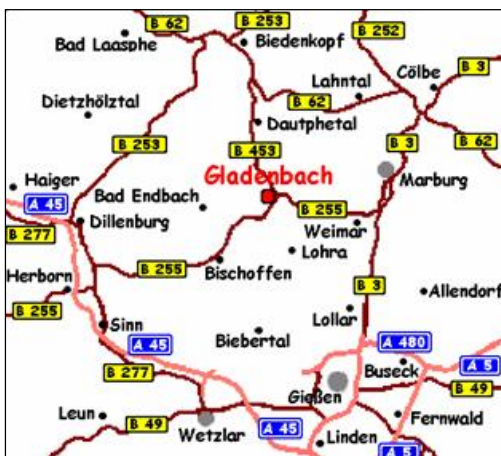 B 62
B 253
B 252
Bad Laasphe
Biedenkopf
B 3
Cölbe
Lahntal
Dietzhölztal
B 62
Dautphetal
B 253
B 453
B 3
B 62
Haiger
Gladenbach
Marburg
A 45
Bad Endbach
B 255
Dillenburg
Weimar
B 277
Lohra
B 255
Bischoffen
Herborn
B 3
Allendorf
B 255
Lollar
Sinn
Biebertal
A 45
A 480
A 5
Buseck
B 277
Gießen
B 49
Leun
Fernwald
B 49
Wetzlar
A 45
Linden
A 5